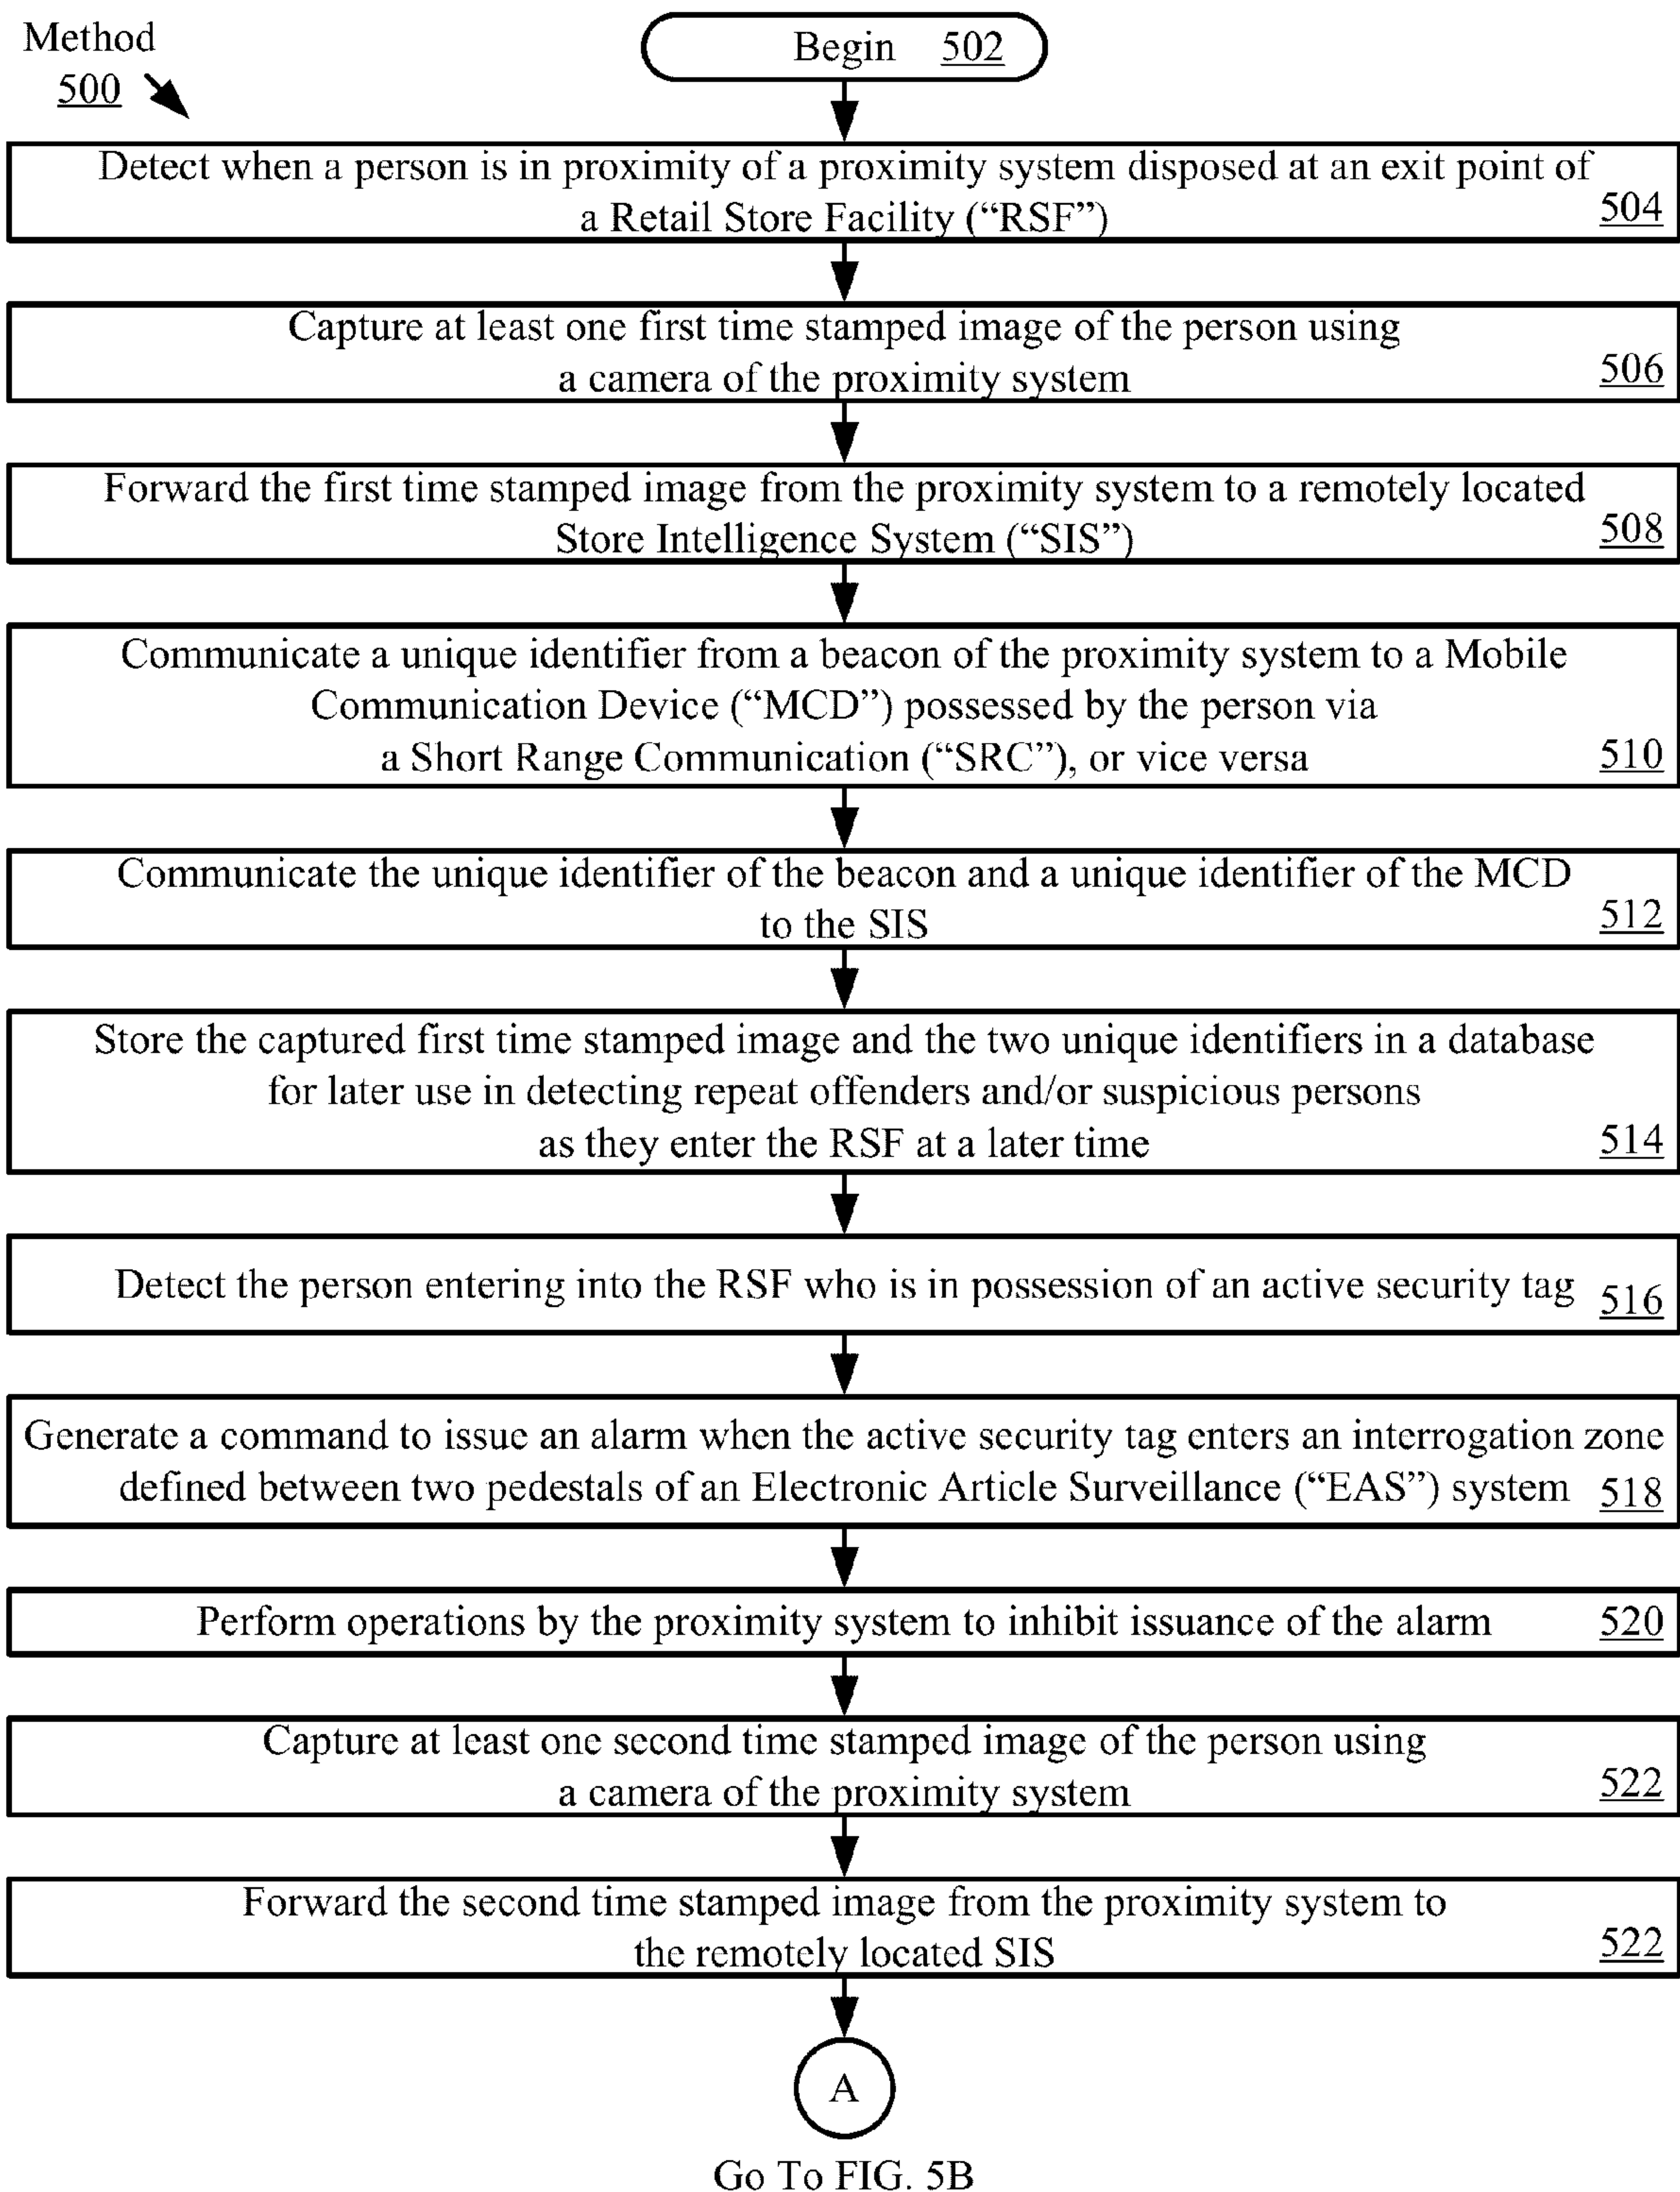 Method
500
Begin 502
Detect when a person is in proximity of a proximity system disposed at an exit point of
a Retail Store Facility (“RSF”) 504
Capture at least one first time stamped image of the person using
a camera of the proximity system 506
Forward the first time stamped image from the proximity system to a remotely located
Store Intelligence System (“SIS”) 508
Communicate a unique identifier from a beacon of the proximity system to a Mobile
Communication Device (“MCD”) possessed by the person via
a Short Range Communication (“SRC”), or vice versa 510
Communicate the unique identifier of the beacon and a unique identifier of the MCD
to the SIS 512
Store the captured first time stamped image and the two unique identifiers in a database
for later use in detecting repeat offenders and/or suspicious persons
as they enter the RSF at a later time 514
Detect the person entering into the RSF who is in possession of an active security tag 516
Generate a command to issue an alarm when the active security tag enters an interrogation zone
defined between two pedestals of an Electronic Article Surveillance (“EAS”) system 518
Perform operations by the proximity system to inhibit issuance of the alarm 520
Capture at least one second time stamped image of the person using
a camera of the proximity system 522
Forward the second time stamped image from the proximity system to
the remotely located SIS 522
A
Go To FIG. 5B